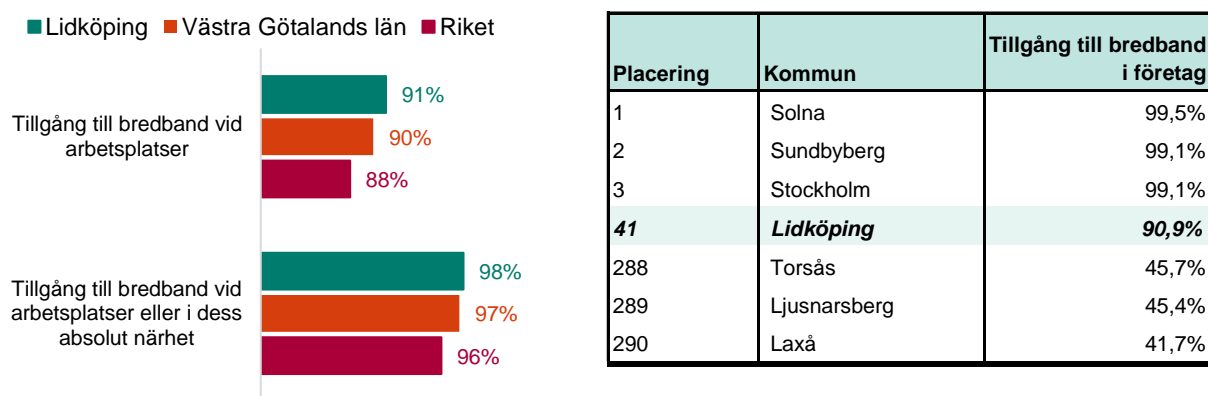 Lidköping Västra Götalands län Riket
Tillgång till bredband vid
arbetsplatser
91%
90%
88%
Tillgång till bredband vid
arbetsplatser eller i dess
absolut närhet
98%
97%
96%
Placering Kommun Tillgång till bredband
i företag
1 Solna 99,5%
2 Sundbyberg 99,1%
3 Stockholm 99,1%
41 Lidköping 90,9%
288 Torsås 45,7%
289 Ljusnarsberg 45,4%
290 Laxå 41,7%